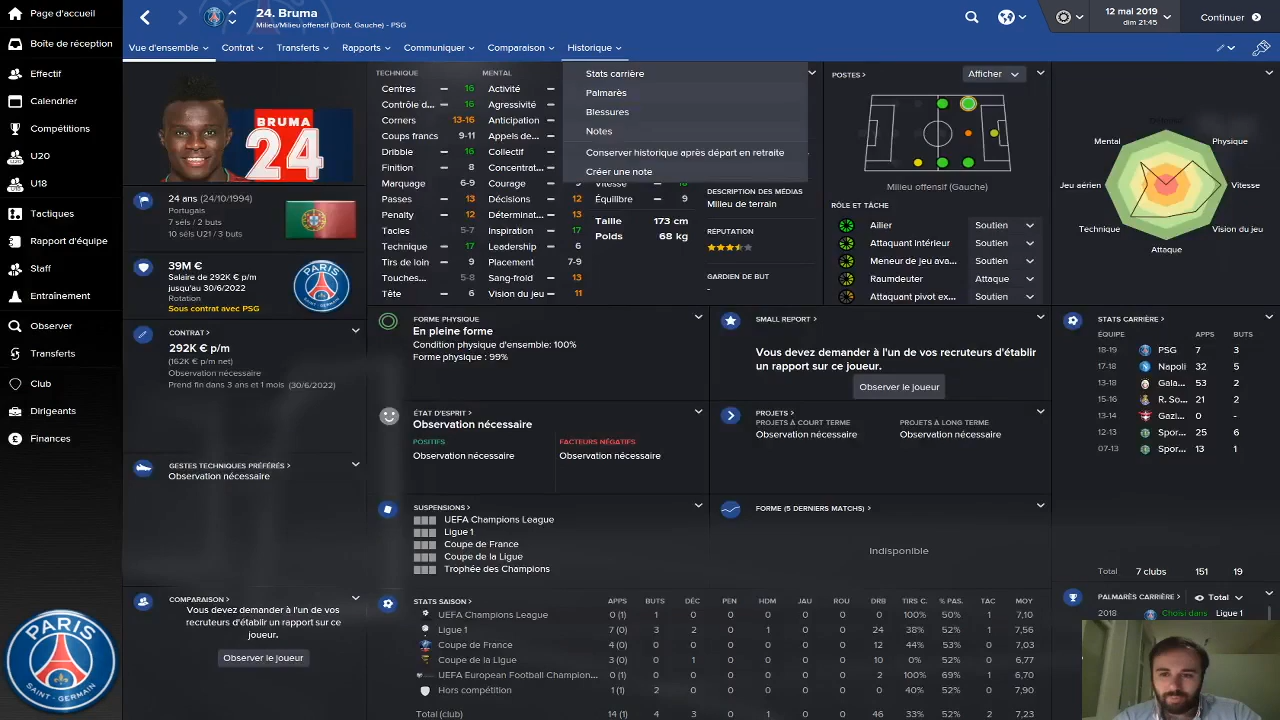 Page d'accueil
Boîte de réception
Effectif
Calendrier
Compétitions
U20
U18
Tactiques
Rapport d'équipe
Staff
Entraînement
Observer
Transferts
Club
Dirigeants
Finances
PARIS
SAINT-GERMAIN
24. Bruma
Milieu/Milieu offensif (Droit, Gauche) - PSG
12 mai 2019
dim 21:45
Continuer
Vue d'ensemble
Contrat
Transferts
Rapports
Communiquer
Comparaison
Historique
Stats carrière
Palmarès
Blessures
Notes
Conserver historique après départ en retraite
Créer une note
BRUMA
24
24 ans (24/10/1994)
Portugais
7 séls / 2 buts
10 séls U21 / 3 buts
39M €
Salaire de 292K € p/m
jusqu'au 30/6/2022
Rotation
Sous contrat avec PSG
PARIS
CONTRAT >
292K € p/m
(162K € p/m net)
Observation nécessaire
Prend fin dans 3 ans et 1 mois (30/6/2022)
GESTES TECHNIQUES PRÉFÉRÉS >
Observation nécessaire
COMPARAISON >
Vous devez demander à l'un de vos
recruteurs d'établir un rapport sur ce
joueur.
Observer le joueur
TECHNIQUE
Centres 16
Contrôle d... 16
Corners 13-16
Coups francs 9-11
Dribble 16
Finition 8
Marquage 6-9
Passes 13
Penalty 12
Tacles 5-7
Technique 17
Tirs de loin 9
Touches... 5-8
Tête 6
MENTAL
Activité
Agressivité
Anticipation
Appels de...
Collectif
Concentrat...
Courage 9
Décisions 12
Déterminat... 13
Inspiration 17
Leadership 6
Placement 7-9
Sang-froid 13
Vision du jeu 11
Vitesse
Équilibre 9
Taille 173 cm
Poids 68 kg
DESCRIPTION DES MÉDIAS
Milieu de terrain
REPUTATION
GARDIEN DE BUT
-
POSTES >
Afficher
Milieu offensif (Gauche)
RÔLE ET TÂCHE
Ailier Soutien
Attaquant intérieur Soutien
Meneur de jeu ava... Soutien
Raumdeuter Attaque
Attaquant pivot ex... Soutien
Mental
Physique
Jeu aérien
Vitesse
Technique
Vision du jeu
Attaque
FORME PHYSIQUE
En pleine forme
Condition physique d'ensemble: 100%
Forme physique : 99%
SMALL REPORT >
Vous devez demander à l'un de vos recruteurs d'établir
un rapport sur ce joueur.
Observer le joueur
ÉTAT D'ESPRIT >
Observation nécessaire
POSITIFS
Observation nécessaire
FACTEURS NÉGATIFS
Observation nécessaire
PROJETS >
PROJETS À COURT TERME
Observation nécessaire
PROJETS À LONG TERME
Observation nécessaire
SUSPENSIONS >
UEFA Champions League
Ligue 1
Coupe de France
Coupe de la Ligue
Trophée des Champions
FORME (5 DERNIERS MATCHS) >
Indisponible
STATS SAISON > APPS BUTS DÉC PEN HDM JAU ROU DRB TIRS C. % PAS. TAC MOY
UEFA Champions League 0 (1) 1 0 0 0 0 0 0 100% 50% 1 7,10
Ligue 1 7 (0) 3 2 0 1 0 0 24 38% 52% 1 7,56
Coupe de France 4 (0) 0 0 0 0 0 0 12 44% 53% 0 7,03
Coupe de la Ligue 3 (0) 0 1 0 0 0 0 10 0% 52% 0 6,77
UEFA European Football Champion... 0 (1) 0 0 0 0 0 0 2 100% 69% 1 6,70
Hors compétition 1 (1) 2 0 0 0 0 0 0 40% 52% 0 7,90
Total (club) 14 (1) 4 3 0 1 0 0 46 33% 52% 2 7,23
STATS CARRIÈRE >
ÉQUIPE APPS BUTS
18-19 PSG 7 3
17-18 Napoli 32 5
13-18 Gala... 53 2
15-16 R. So... 21 2
13-14 Gazi... 0 -
12-13 Spor... 25 6
07-13 Spor... 13 1
Total 7 clubs 151 19
PALMARÈS CARRIÈRE >
Total
2018 Choisi dans Ligue 1